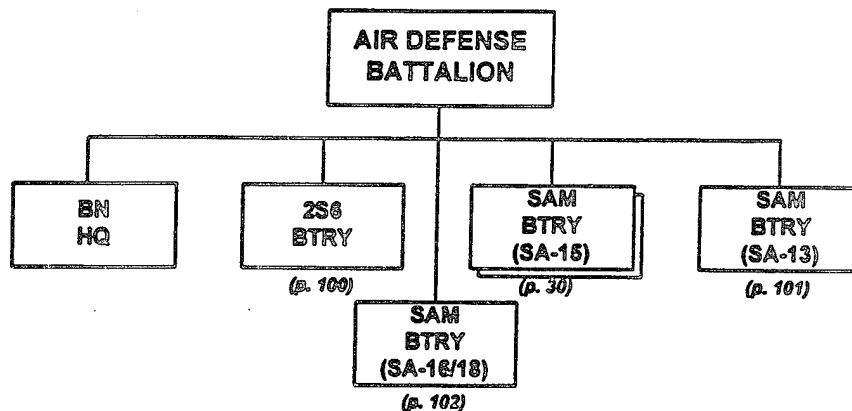 AIR DEFENSE
BATTALION
BN
HQ
2S6
BTRY
(p. 100)
SAM
BTRY
(SA-15)
(p. 30)
SAM
BTRY
(SA-13)
(p. 101)
SAM
BTRY
(SA-16/18)
(p. 102)